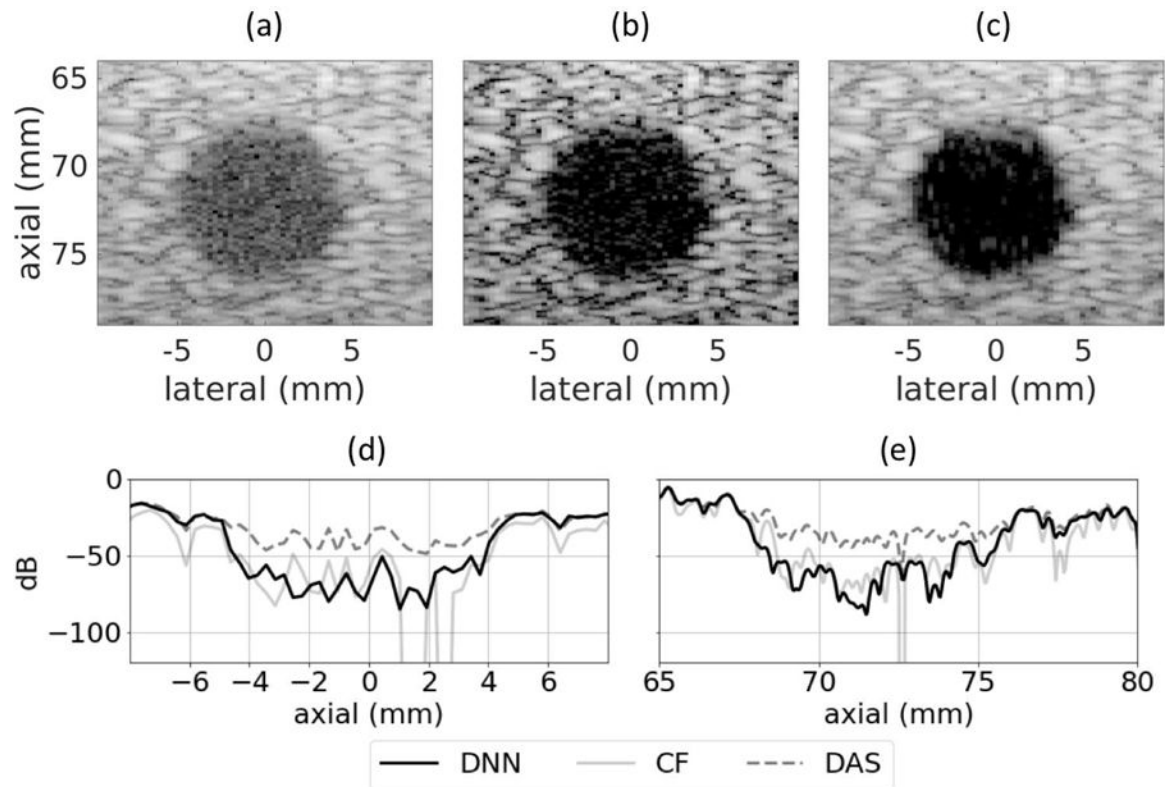 (a) (b) (c)
65
70
75
axial (mm)
-5 0 5 -5 0 5 -5 0 5
lateral (mm) lateral (mm) lateral (mm)
(d) (e)
0
−50
−100
dB
−6 −4 −2 0 2 4 6 65 70 75 80
axial (mm) axial (mm)
DNN CF DAS